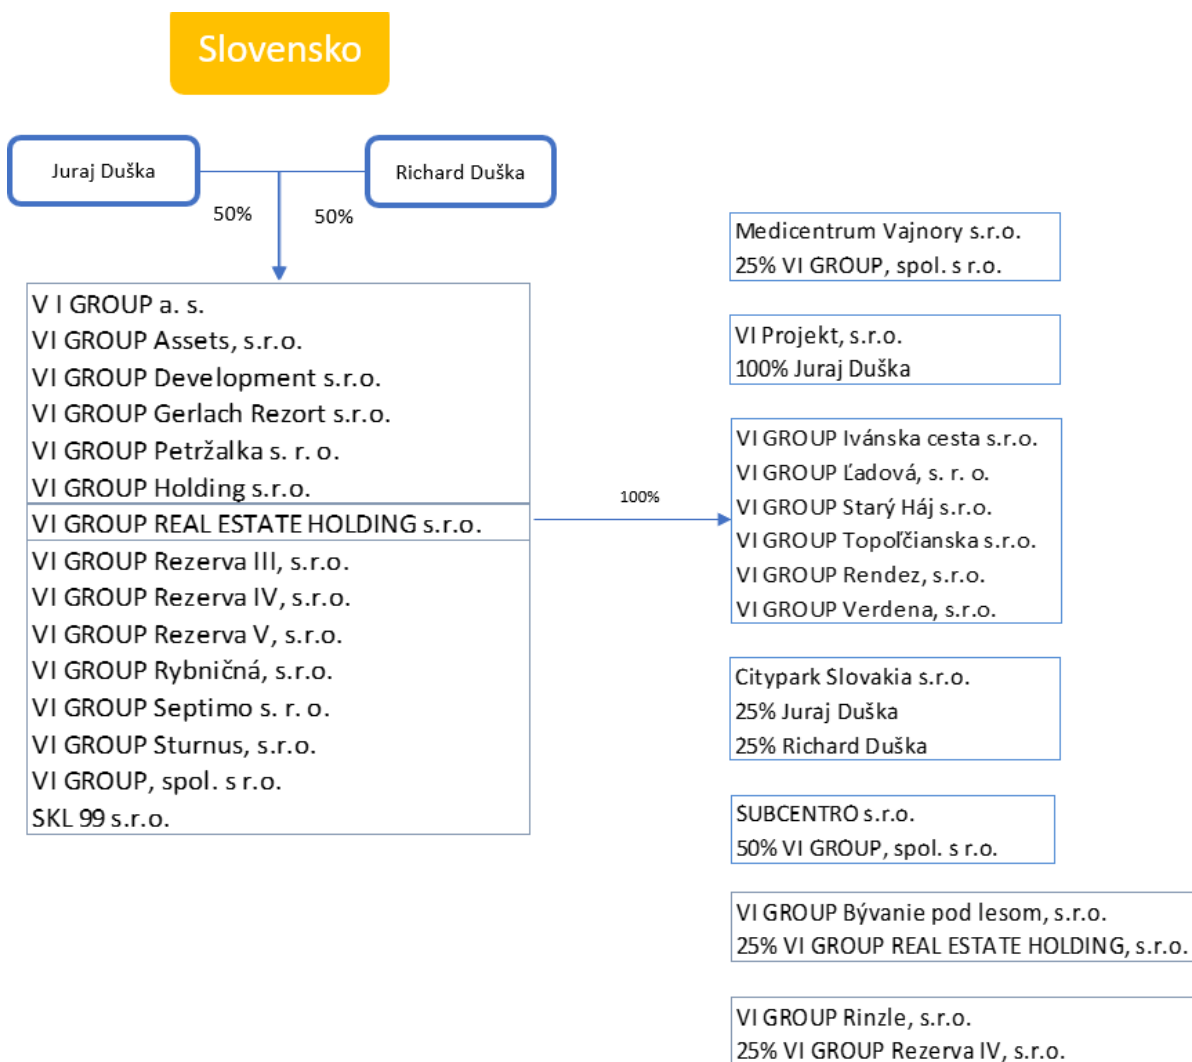 Slovensko
Juraj Duška
Richard Duška
50%
50%
V I GROUP a. s.
VI GROUP Assets, s.r.o.
VI GROUP Development s.r.o.
VI GROUP Gerlach Rezort s.r.o.
VI GROUP Petržalka s. r. o.
VI GROUP Holding s.r.o.
VI GROUP REAL ESTATE HOLDING s.r.o.
VI GROUP Rezerva III, s.r.o.
VI GROUP Rezerva IV, s.r.o.
VI GROUP Rezerva V, s.r.o.
VI GROUP Rybničná, s.r.o.
VI GROUP Septimo s. r. o.
VI GROUP Sturnus, s.r.o.
VI GROUP, spol. s r.o.
SKL 99 s.r.o.
100%
Medicentrum Vajnory s.r.o.
25% VI GROUP, spol. s r.o.
VI Projekt, s.r.o.
100% Juraj Duška
VI GROUP Ivánska cesta s.r.o.
VI GROUP Ľadová, s. r. o.
VI GROUP Starý Háj s.r.o.
VI GROUP Topoľčianska s.r.o.
VI GROUP Rendez, s.r.o.
VI GROUP Verdena, s.r.o.
Citypark Slovakia s.r.o.
25% Juraj Duška
25% Richard Duška
SUBCENTRO s.r.o.
50% VI GROUP, spol. s r.o.
VI GROUP Bývanie pod lesom, s.r.o.
25% VI GROUP REAL ESTATE HOLDING, s.r.o.
VI GROUP Rinzle, s.r.o.
25% VI GROUP Rezerva IV, s.r.o.